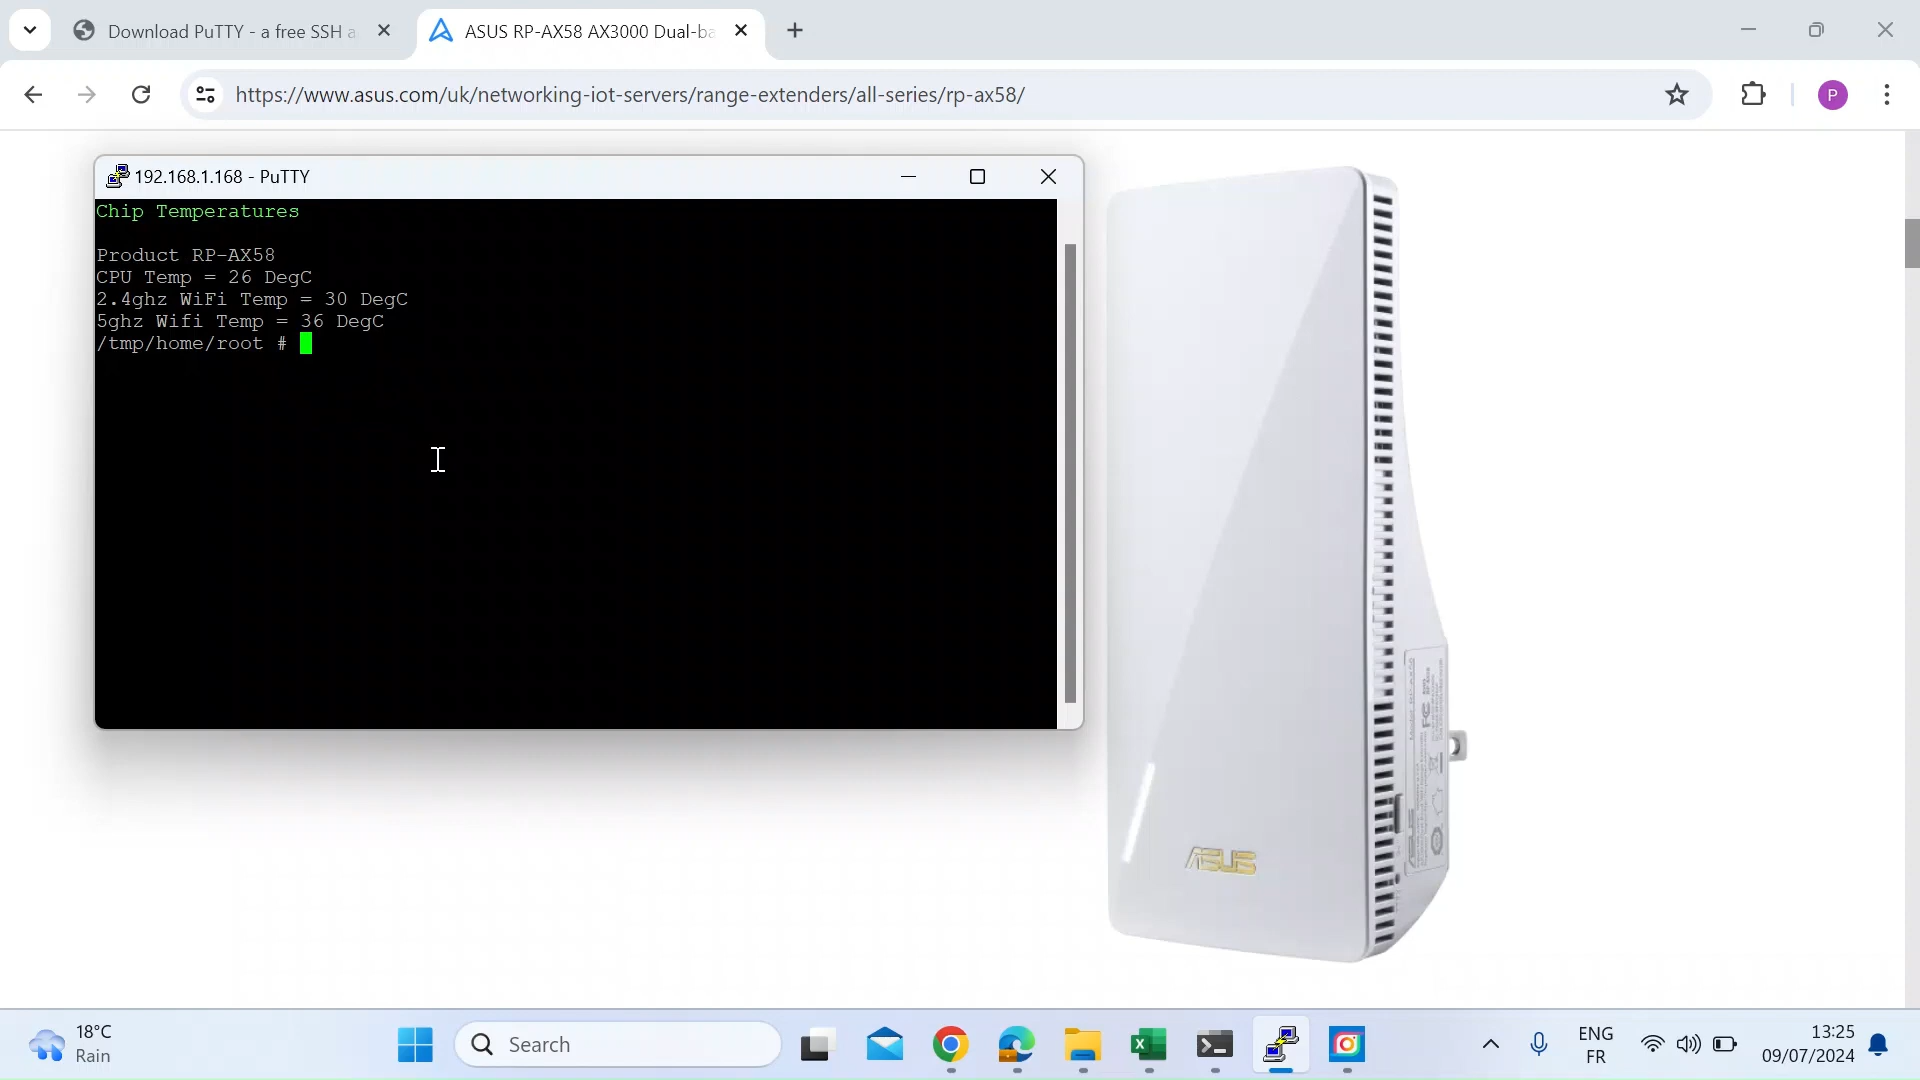 Download PuTTY - a free SSH a
ASUS RP-AX58 AX3000 Dual-ba
https://www.asus.com/uk/networking-iot-servers/range-extenders/all-series/rp-ax58/
P
192.168.1.168 - PuTTY
Chip Temperatures
Product RP-AX58
CPU Temp = 26 DegC
2.4ghz WiFi Temp = 30 DegC
5ghz Wifi Temp = 36 DegC
/tmp/home/root #
ASUS
18°C
Rain
Search
ENG
FR
13:25
09/07/2024